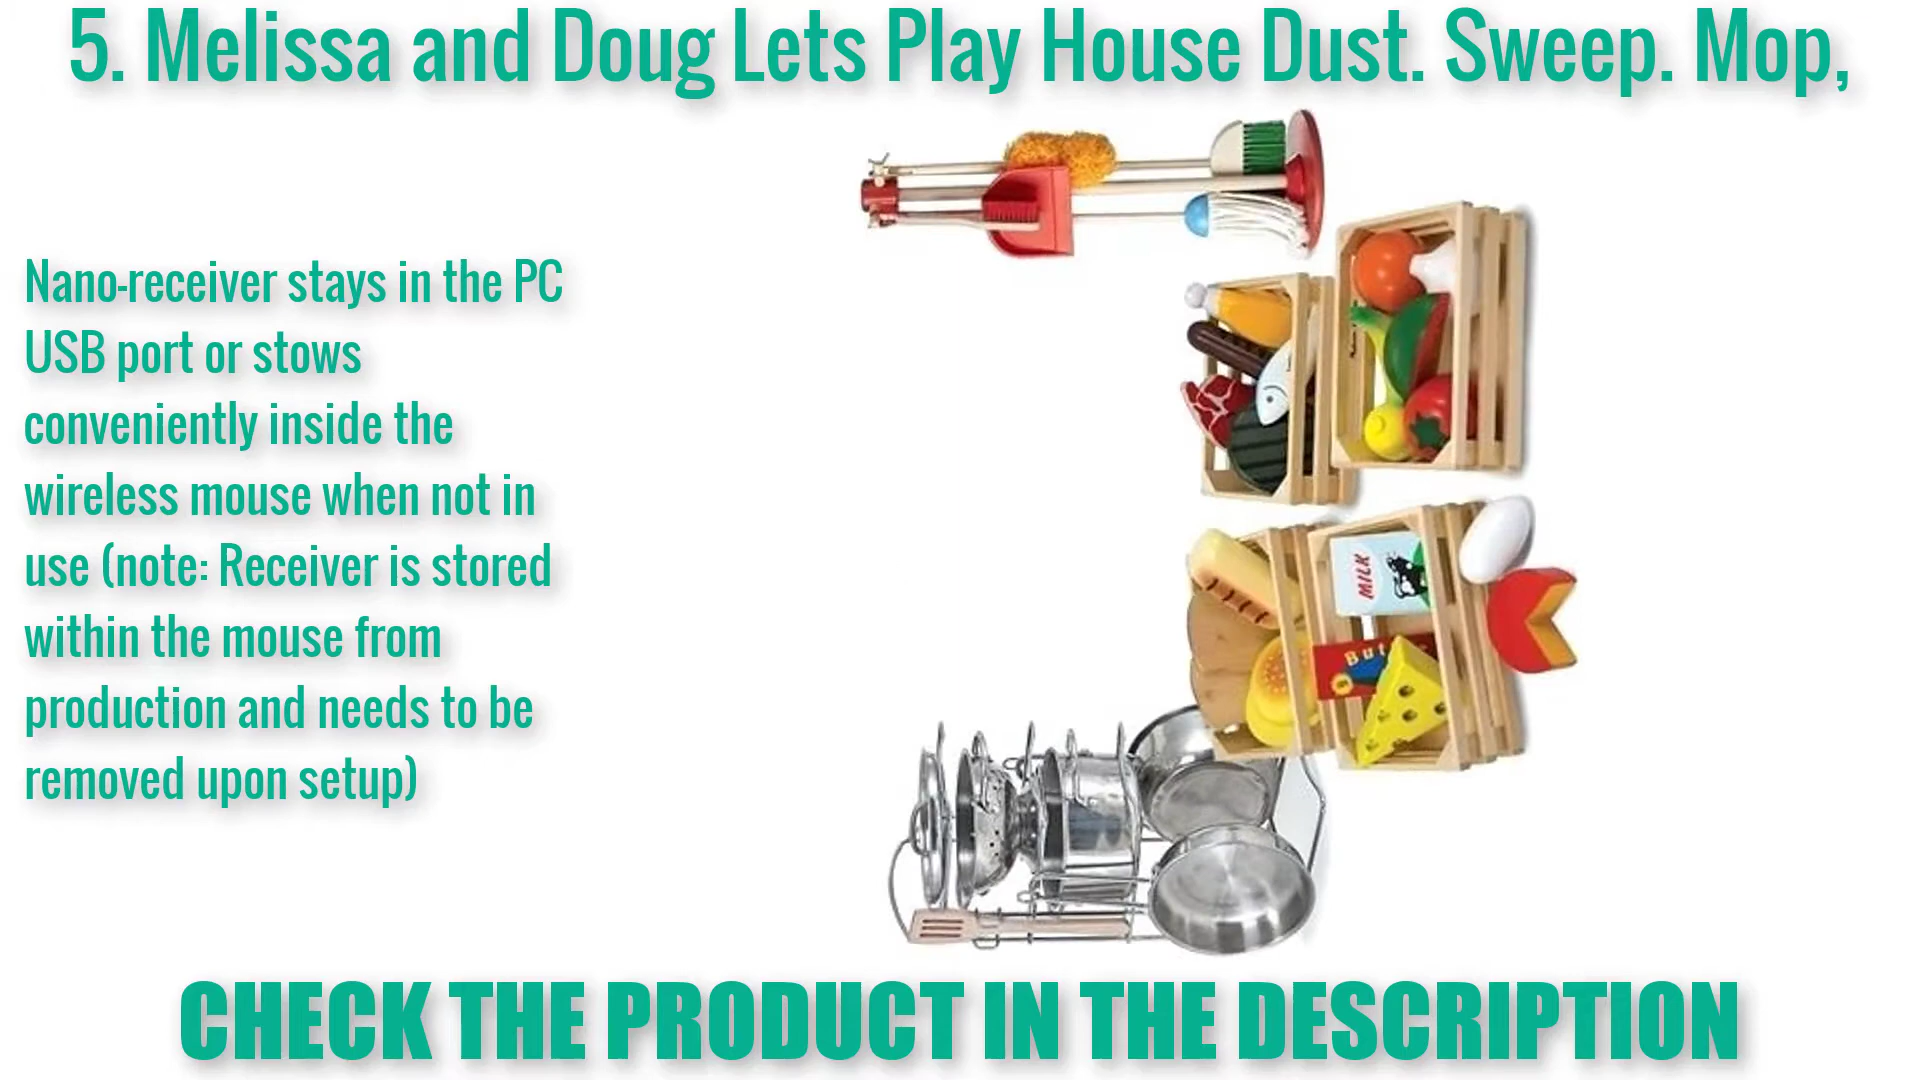 5. Melissa and Doug Lets Play House Dust. Sweep. Mop,
Nano-receiver stays in the PC
USB port or stows
conveniently inside the
wireless mouse when not in
use (note: Receiver is stored
within the mouse from
production and needs to be
removed upon setup)
MILK
But
CHECK THE PRODUCT IN THE DESCRIPTION